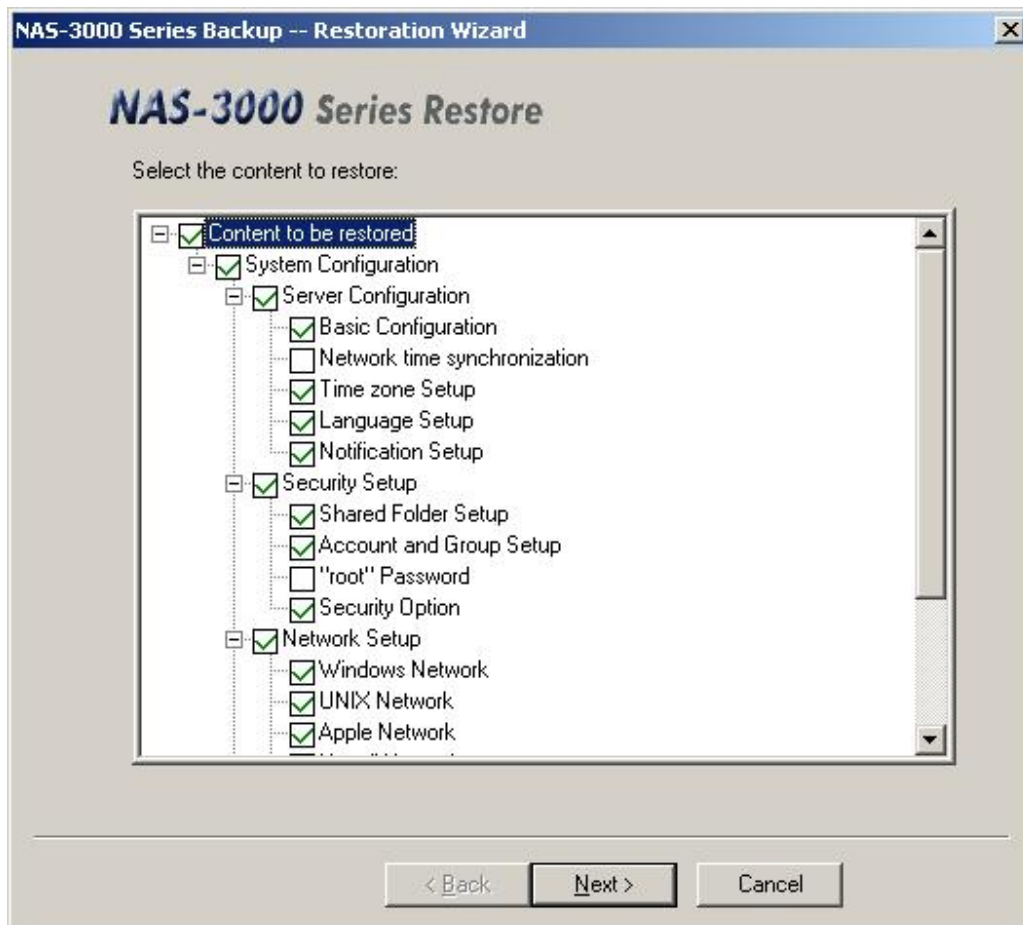 NAS-3000 Series Backup -- Restoration Wizard
NAS-3000 Series Restore
Select the content to restore:
Content to be restored
System Configuration
Server Configuration
Basic Configuration
Network time synchronization
Time zone Setup
Language Setup
Notification Setup
Security Setup
Shared Folder Setup
Account and Group Setup
"root" Password
Security Option
Network Setup
Windows Network
UNIX Network
Apple Network
< Back Next > Cancel